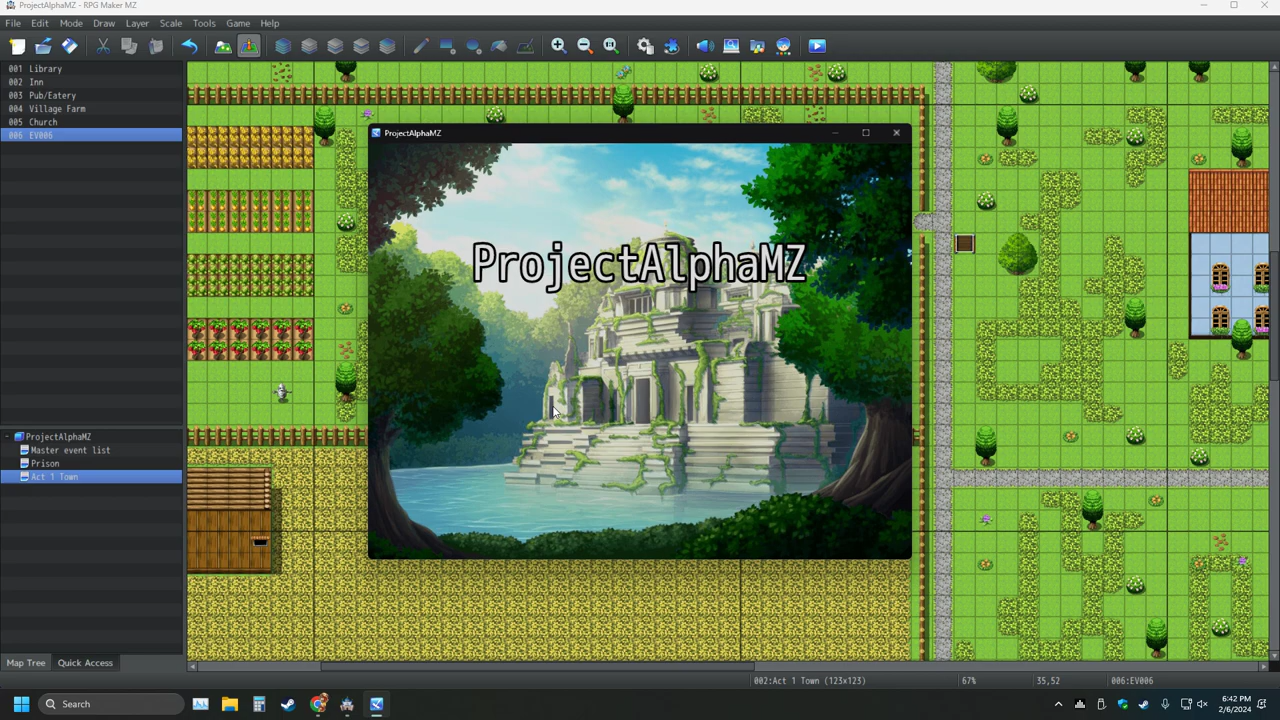 ProjectAlphaMZ - RPG Maker MZ
File Edit Mode Draw Layer Scale Tools Game Help
001 Library
002 Inn
003 Pub/Eatery
004 Village Farm
005 Church
006 EV006
ProjectAlphaMZ
ProjectAlphaMZ
ProjectAlphaMZ
Master event list
Prison
Act 1 Town
Map Tree Quick Access
002:Act 1 Town (123x123) 67% 35,52 006:EV006
Search
6:42 PM
2/6/2024